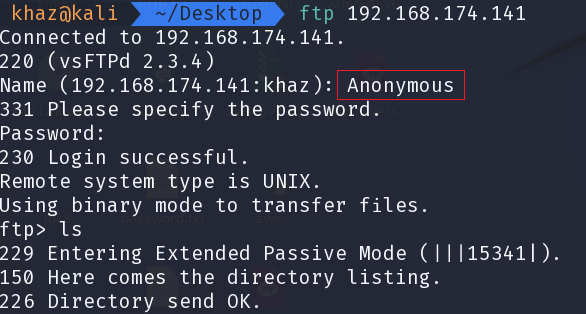 khaz@kali ~/Desktop ftp 192.168.174.141
Connected to 192.168.174.141.
220 (vsFTPd 2.3.4)
Name (192.168.174.141:khaz): Anonymous
331 Please specify the password.
Password:
230 Login successful.
Remote system type is UNIX.
Using binary mode to transfer files.
ftp> ls
229 Entering Extended Passive Mode (|||15341|).
150 Here comes the directory listing.
226 Directory send OK.